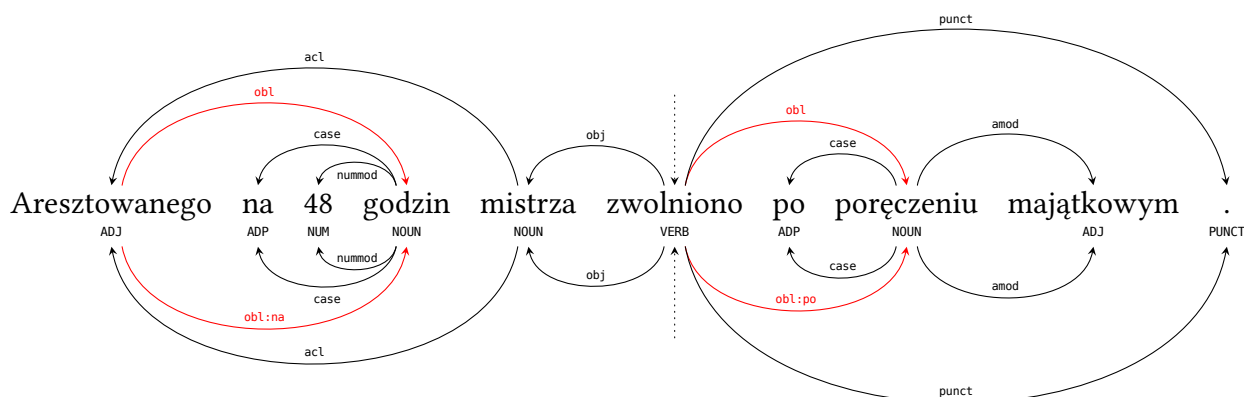 punct
acl
obl obl
case obj case amod
nummod
Aresztowanego na 48 godzin mistrza zwolniono po poręczeniu majątkowym .
ADJ ADP NUM NOUN NOUN VERB ADP NOUN ADJ PUNCT
nummod
case obj case amod
obl:na obl:po
acl
punct